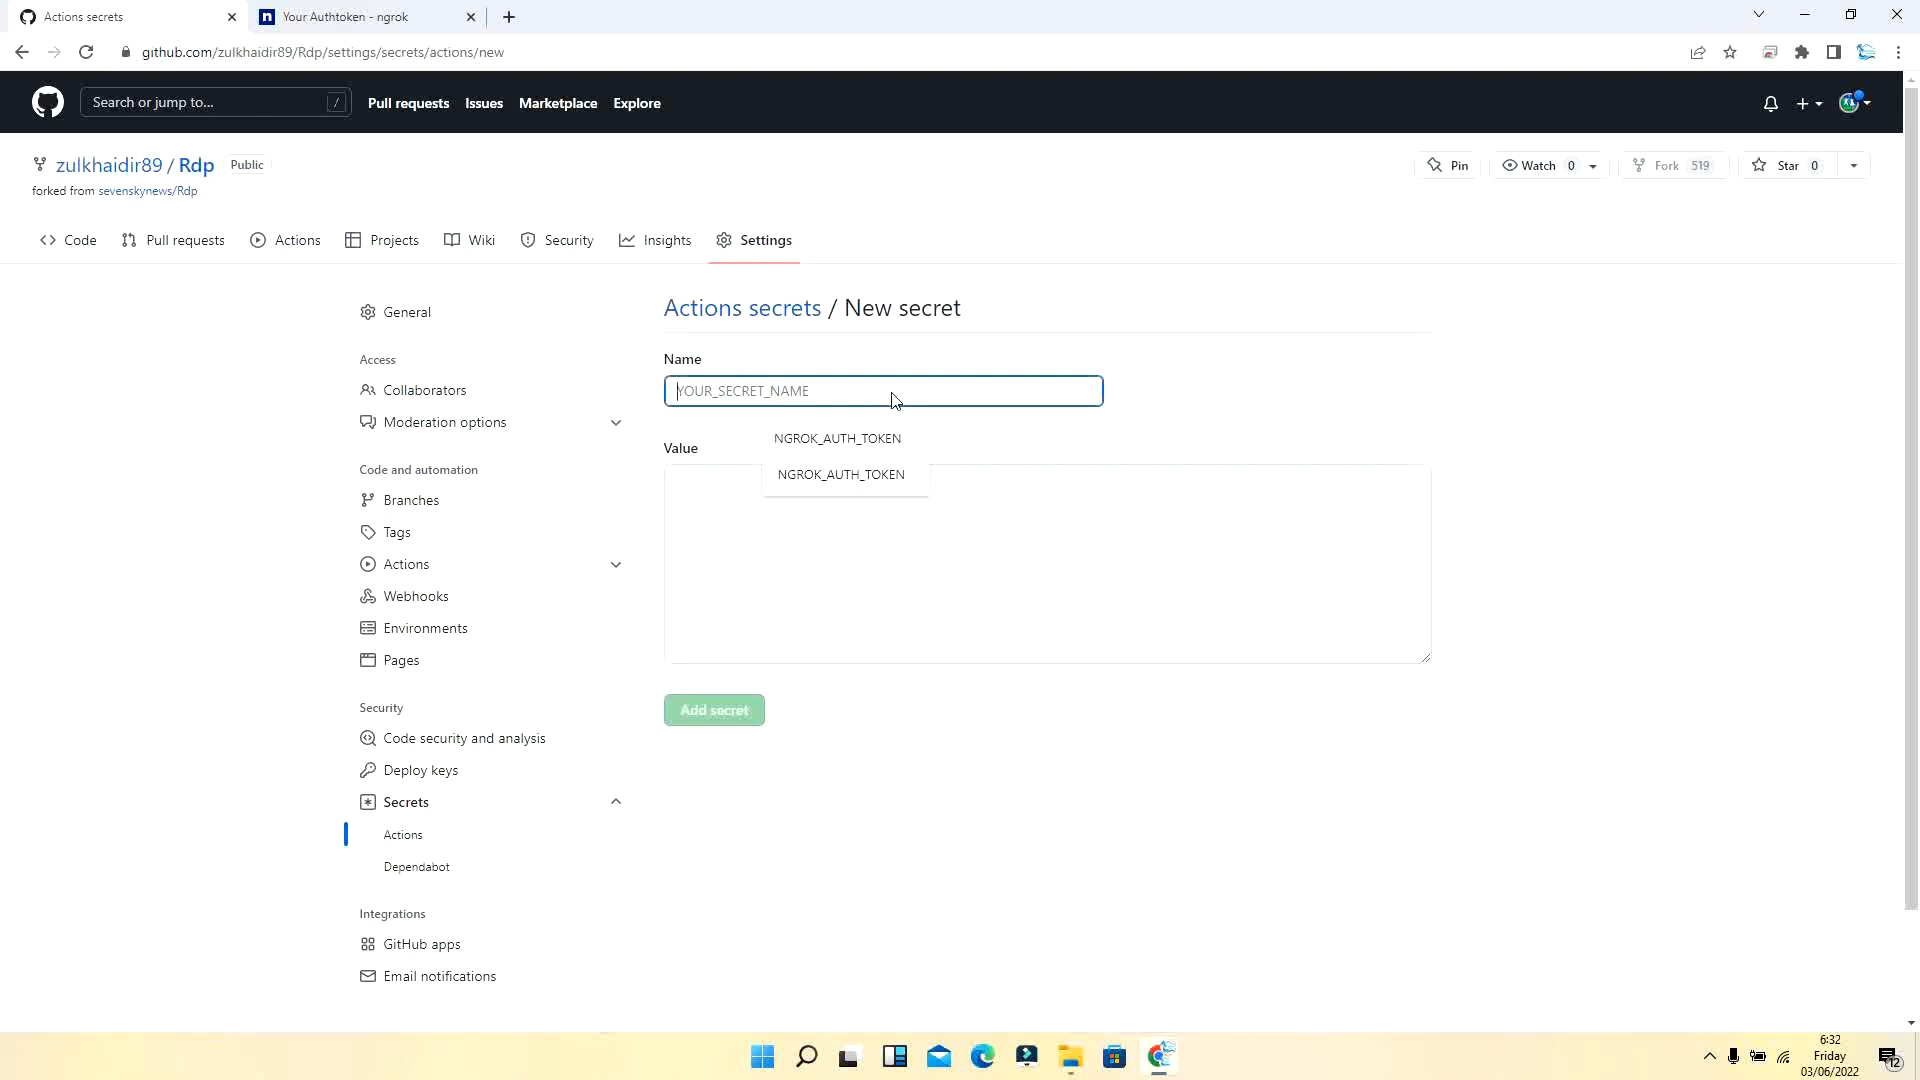 Actions secrets
Your Authtoken - ngrok
github.com/zulkhaidir89/Rdp/settings/secrets/actions/new
Search or jump to...
/
Pull requests
Issues
Marketplace
Explore
zulkhaidir89 / Rdp
Public
Pin
Watch 0
Fork 519
Star 0
forked from sevenskynews/Rdp
Code
Pull requests
Actions
Projects
Wiki
Security
Insights
Settings
General
Access
Collaborators
Moderation options
Code and automation
Branches
Tags
Actions
Webhooks
Environments
Pages
Security
Code security and analysis
Deploy keys
Secrets
Actions
Dependabot
Integrations
GitHub apps
Email notifications
Actions secrets / New secret
Name
YOUR_SECRET_NAME
NGROK_AUTH_TOKEN
Value
NGROK_AUTH_TOKEN
Add secret
6:32
Friday
03/06/2022
12